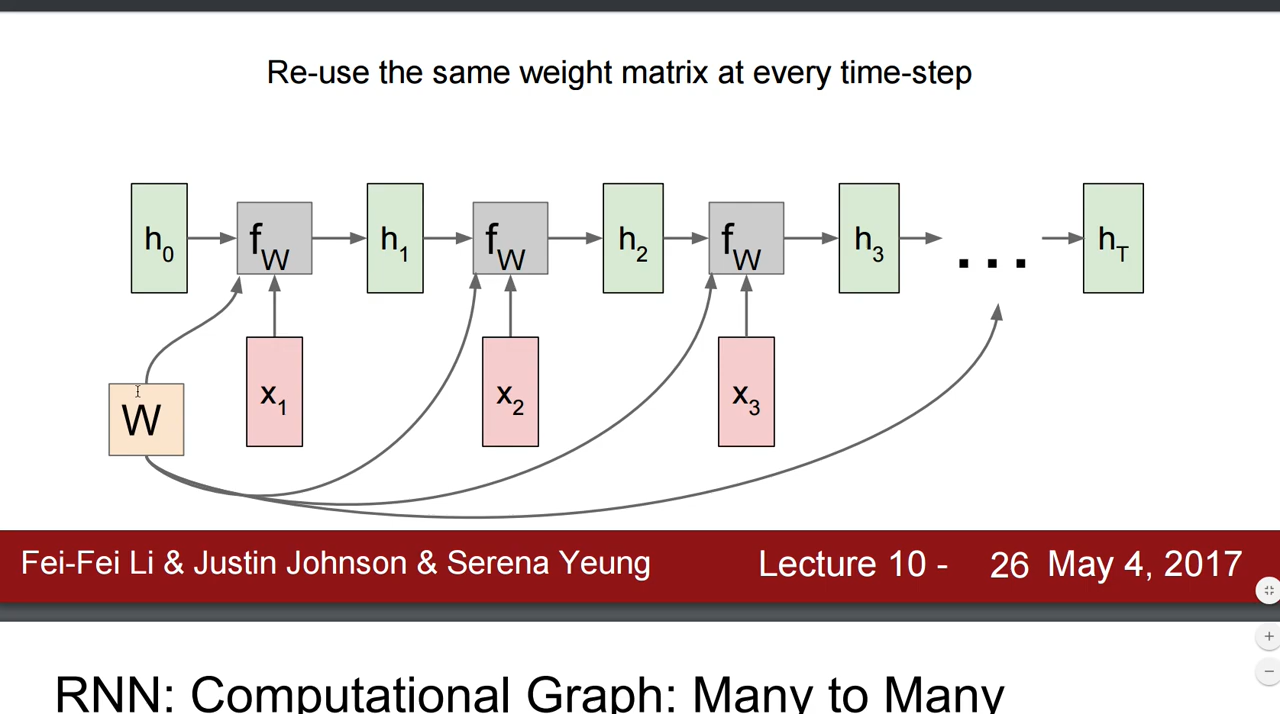 Re-use the same weight matrix at every time-step
h0 fW h1 fW h2 fW h3 ... hT
W x1 x2 x3
Fei-Fei Li & Justin Johnson & Serena Yeung Lecture 10 - 26 May 4, 2017
RNN: Computational Graph: Many to Many